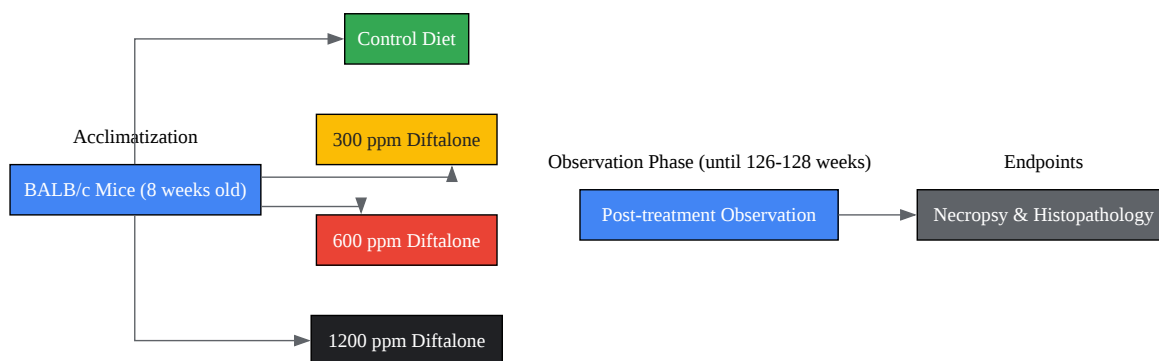 Control Diet
Acclimatization
300 ppm Diftalone
BALB/c Mice (8 weeks old)
600 ppm Diftalone
1200 ppm Diftalone
Observation Phase (until 126-128 weeks)
Post-treatment Observation
Endpoints
Necropsy & Histopathology